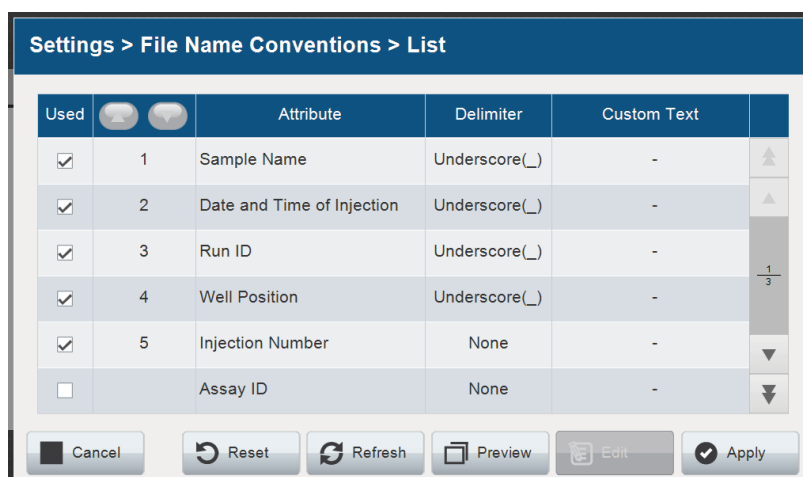 Settings > File Name Conventions > List
Used Attribute Delimiter Custom Text
1 Sample Name Underscore(_) -
2 Date and Time of Injection Underscore(_) -
3 Run ID Underscore(_) -
4 Well Position Underscore(_) -
5 Injection Number None -
Assay ID None -
1
3
Cancel Reset Refresh Preview Edit Apply